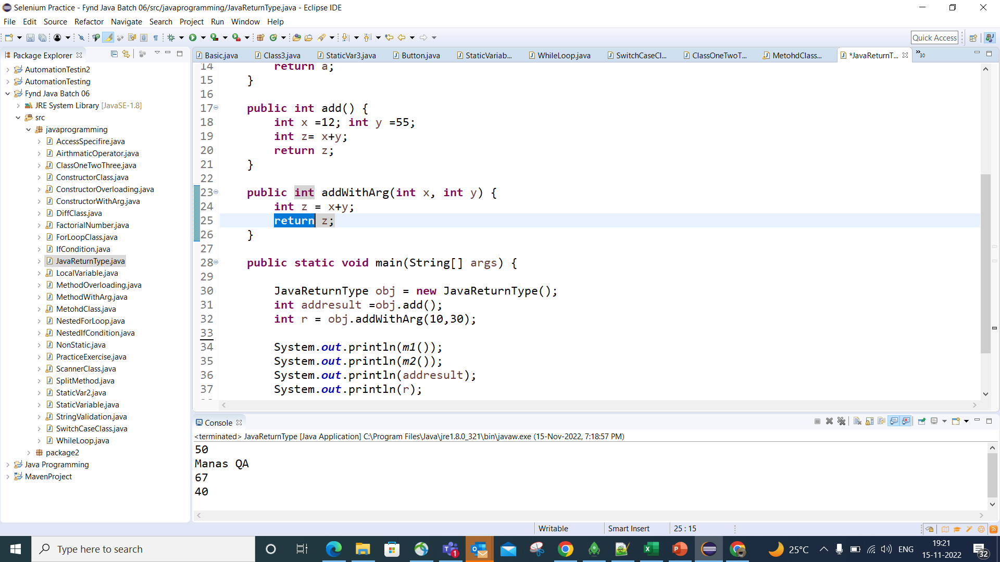 Selenium Practice - Fynd Java Batch 06/src/javaprogramming/JavaReturnType.java - Eclipse IDE
File Edit Source Refactor Navigate Search Project Run Window Help
Quick Access
Package Explorer
AutomationTestin2
AutomationTesting
Fynd Java Batch 06
JRE System Library [JavaSE-1.8]
src
javaprogramming
AccessSpecifire.java
AirthmaticOperator.java
ClassOneTwoThree.java
ConstructorClass.java
ConstructorOverloading.java
ConstructorWithArg.java
DiffClass.java
FactorialNumber.java
ForLoopClass.java
IfCondition.java
JavaReturnType.java
LocalVariable.java
MethodOverloading.java
MethodWithArg.java
MetohdClass.java
NestedForLoop.java
NestedIfCondition.java
NonStatic.java
PracticeExercise.java
ScannerClass.java
SplitMethod.java
StaticVar2.java
StaticVariable.java
StringValidation.java
SwitchCaseClass.java
WhileLoop.java
package2
Java Programming
MavenProject
Basic.java Class3.java StaticVar3.java Button.java StaticVariab... WhileLoop.java SwitchCaseCl... ClassOneTwoT... MetohdClass... *JavaReturnT... »30
14 return a;
15 }
16
17 public int add() {
18 int x =12; int y =55;
19 int z= x+y;
20 return z;
21 }
22
23 public int addWithArg(int x, int y) {
24 int z = x+y;
25 return z;
26 }
27
28 public static void main(String[] args) {
29
30 JavaReturnType obj = new JavaReturnType();
31 int addresult =obj.add();
32 int r = obj.addWithArg(10,30);
33
34 System.out.println(m1());
35 System.out.println(m2());
36 System.out.println(addresult);
37 System.out.println(r);
Console
<terminated> JavaReturnType [Java Application] C:\Program Files\Java\jre1.8.0_321\bin\javaw.exe (15-Nov-2022, 7:18:57 PM)
50
Manas QA
67
40
Writable Smart Insert 25 : 15
Type here to search
1
25°C ENG
19:21
15-11-2022
32